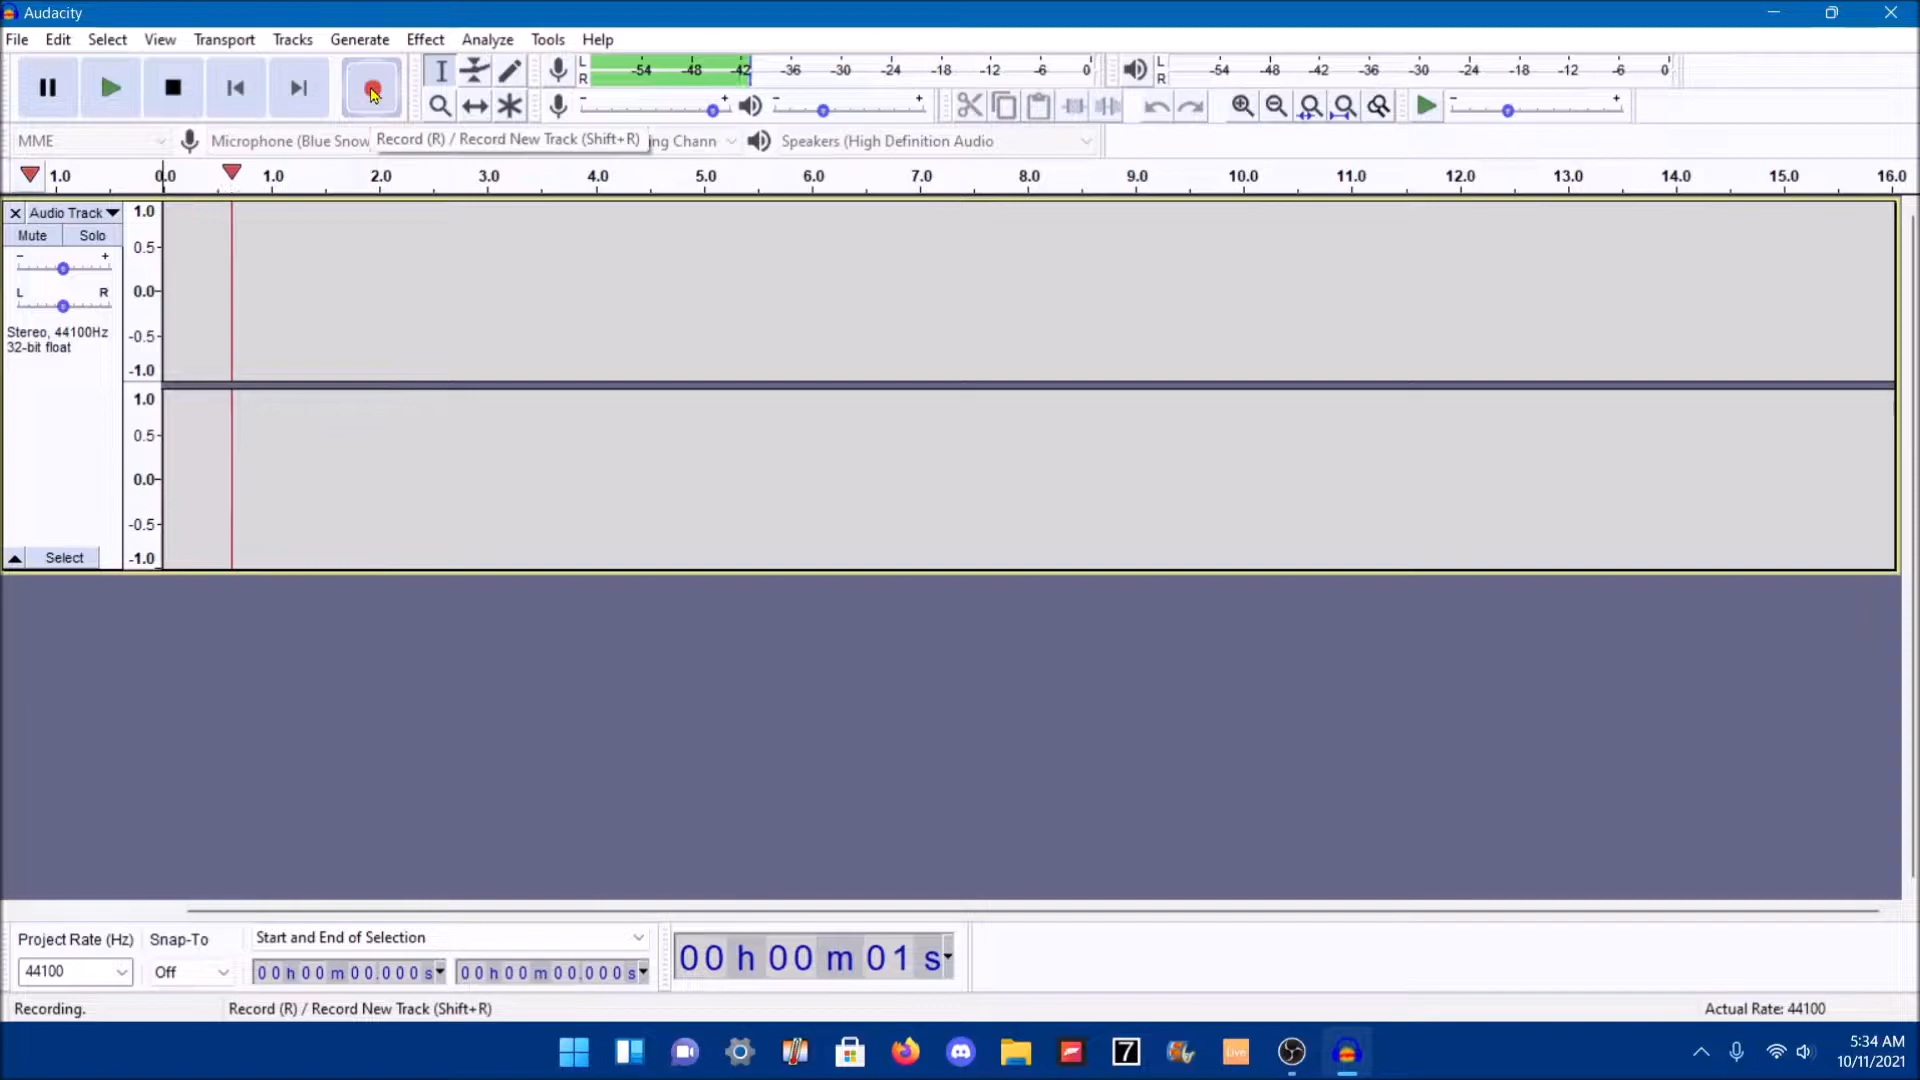 Audacity
File Edit Select View Transport Tracks Generate Effect Analyze Tools Help
L
R
-54 -48 -42 -36 -30 -24 -18 -12 -6 0
L
R
-54 -48 -42 -36 -30 -24 -18 -12 -6 0
- +
- +
- +
MME
Microphone (Blue Snow
Record (R) / Record New Track (Shift+R)
ing Chann
Speakers (High Definition Audio
1.0 0.0 1.0 2.0 3.0 4.0 5.0 6.0 7.0 8.0 9.0 10.0 11.0 12.0 13.0 14.0 15.0 16.0
Audio Track
Mute Solo
- +
L R
Stereo, 44100Hz
32-bit float
Select
1.0
0.5-
0.0-
-0.5-
-1.0
1.0
0.5-
0.0-
-0.5-
-1.0
Project Rate (Hz) Snap-To Start and End of Selection
44100 Off 00 h 00 m 00.000 s 00 h 00 m 00.000 s
00 h 00 m 01 s
Recording. Record (R) / Record New Track (Shift+R) Actual Rate: 44100
7
Live
5:34 AM
10/11/2021